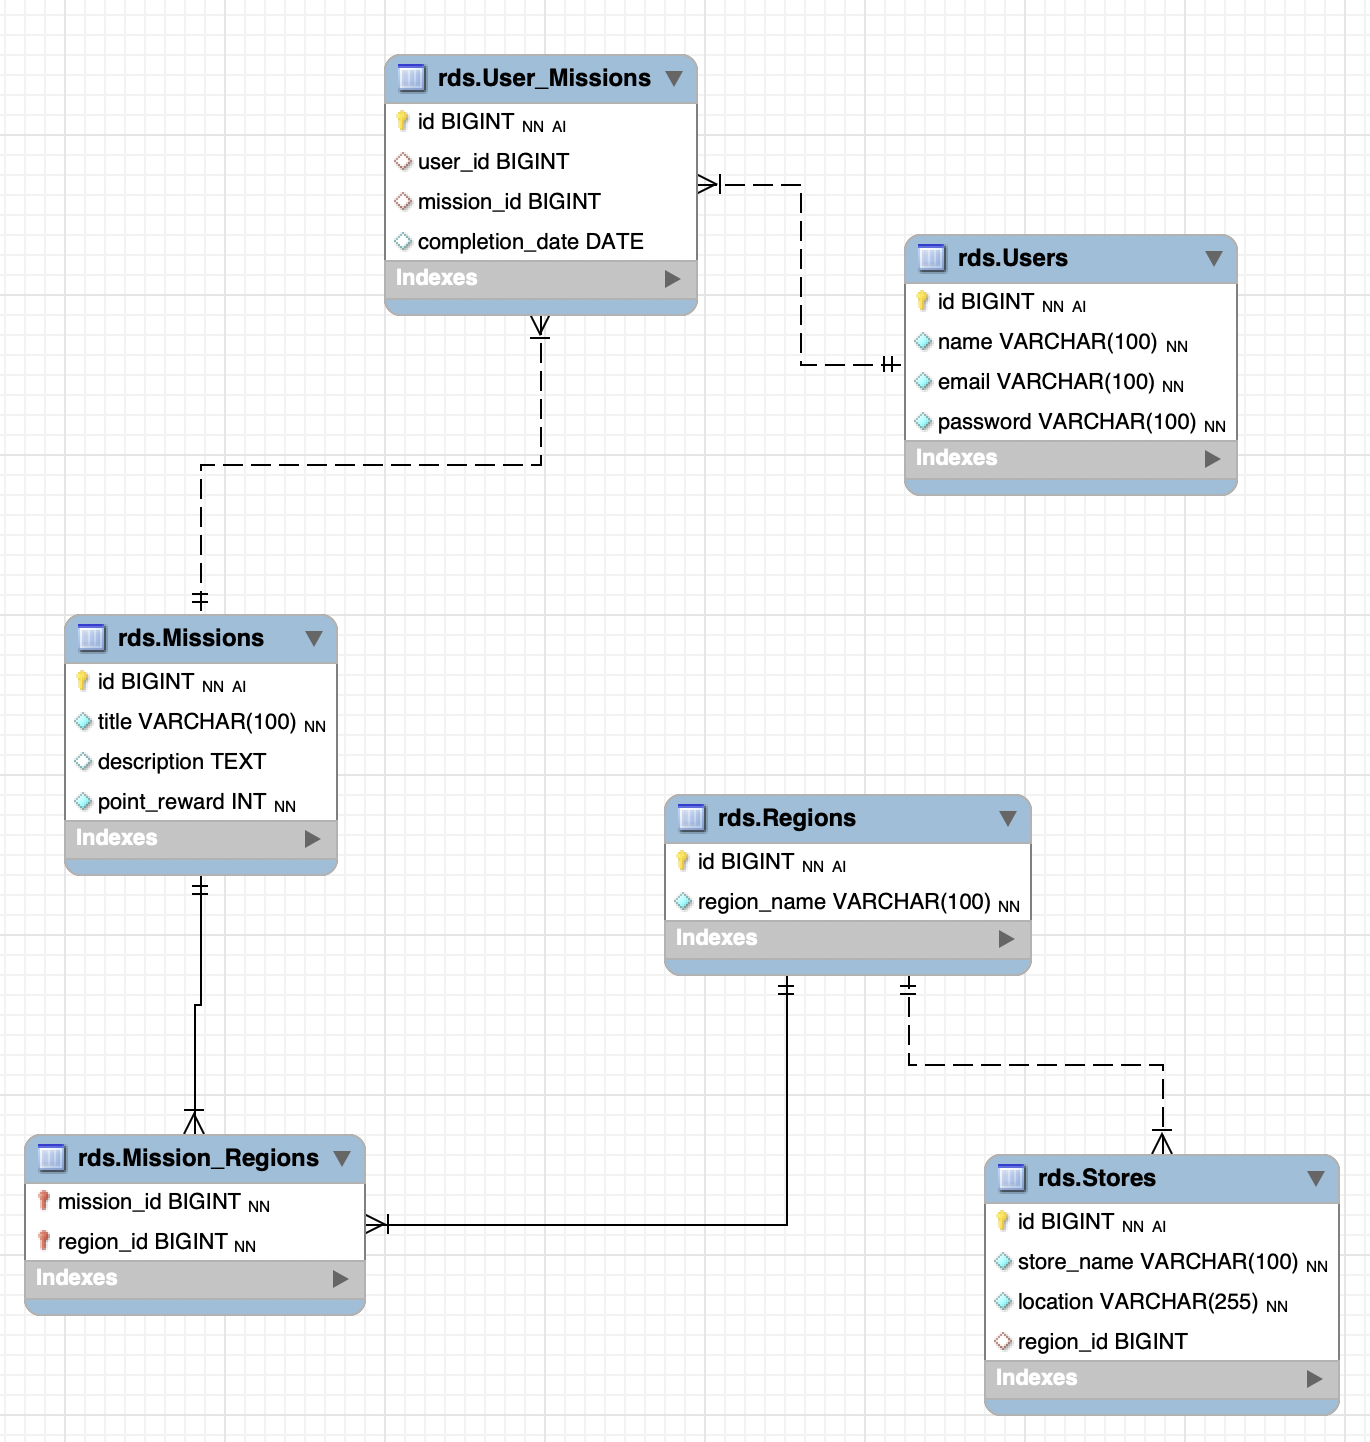 rds.User_Missions
id BIGINT NN AI
user_id BIGINT
mission_id BIGINT
completion_date DATE
Indexes
rds.Users
id BIGINT NN AI
name VARCHAR(100) NN
email VARCHAR(100) NN
password VARCHAR(100) NN
Indexes
rds.Missions
id BIGINT NN AI
title VARCHAR(100) NN
description TEXT
point_reward INT NN
Indexes
rds.Regions
id BIGINT NN AI
region_name VARCHAR(100) NN
Indexes
rds.Mission_Regions
mission_id BIGINT NN
region_id BIGINT NN
Indexes
rds.Stores
id BIGINT NN AI
store_name VARCHAR(100) NN
location VARCHAR(255) NN
region_id BIGINT
Indexes